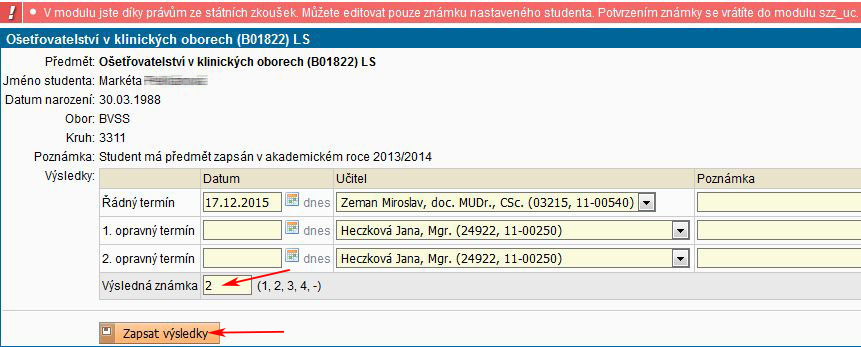 ! • V modulu jste díky právům ze státních zkoušek. Můžete editovat pouze známku nastaveného studenta. Potvrzením známky se vrátíte do modulu szz_uc.
Ošetřovatelství v klinických oborech (B01822) LS
Předmět: Ošetřovatelství v klinických oborech (B01822) LS
Jméno studenta: Markéta
Datum narození: 30.03.1988
Obor: BVSS
Kruh: 3311
Poznámka: Student má předmět zapsán v akademickém roce 2013/2014
Výsledky: Datum Učitel Poznámka
Řádný termín 17.12.2015 dnes Zeman Miroslav, doc. MUDr., CSc. (03215, 11-00540)
1. opravný termín dnes Heczková Jana, Mgr. (24922, 11-00250)
2. opravný termín dnes Heczková Jana, Mgr. (24922, 11-00250)
Výsledná známka 2 (1, 2, 3, 4, -)
Zapsat výsledky